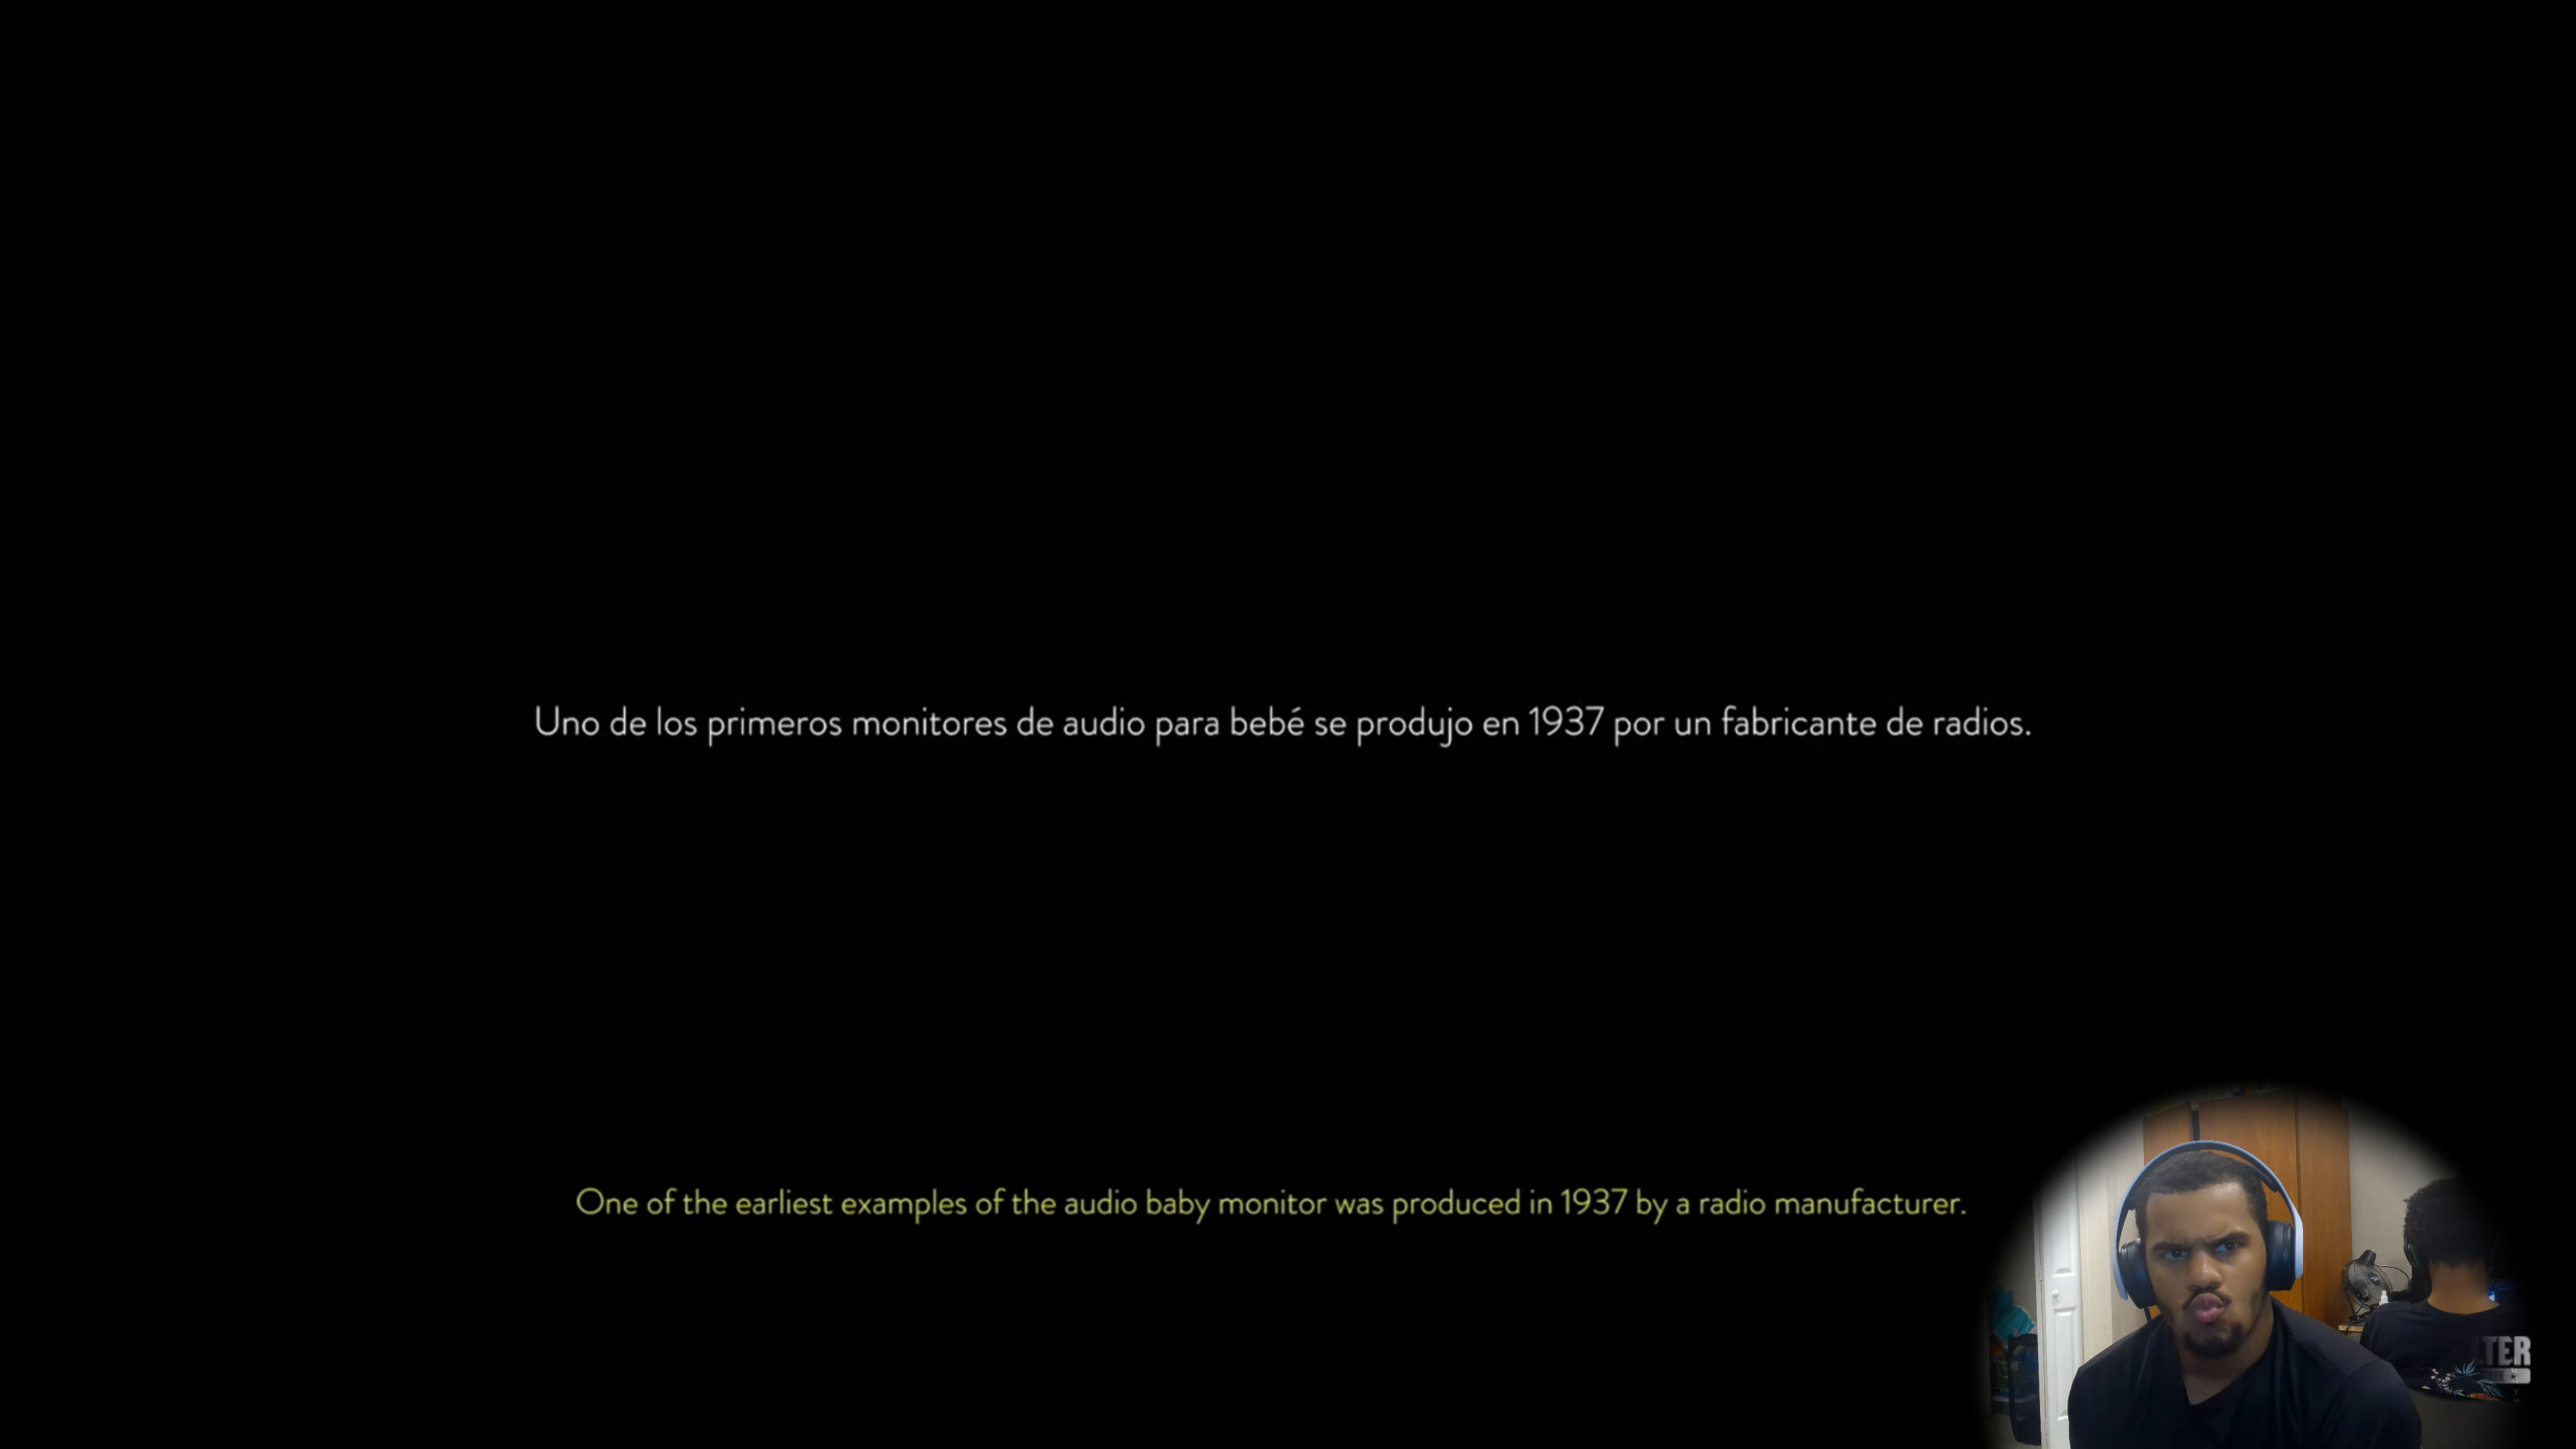 Uno de los primeros monitores de audio para bebé se produjo en 1937 por un fabricante de radios.
One of the earliest examples of the audio baby monitor was produced in 1937 by a radio manufacturer.
LTER